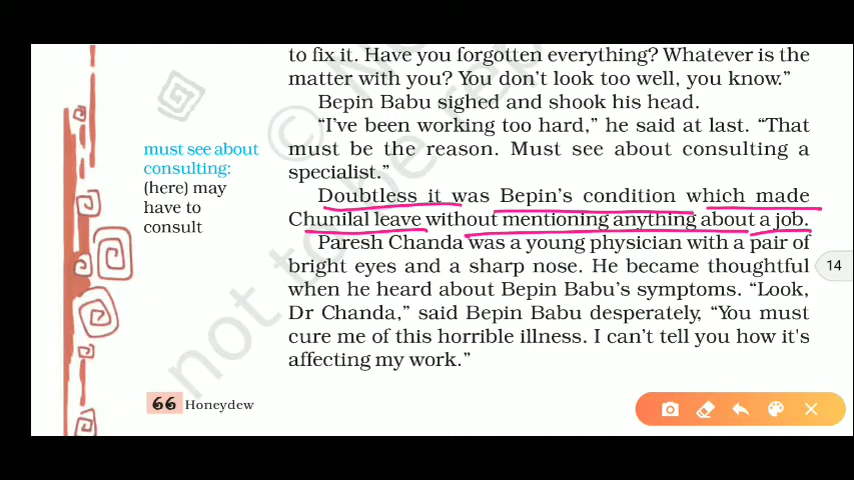 to fix it. Have you forgotten everything? Whatever is the
matter with you? You don't look too well, you know."
Bepin Babu sighed and shook his head.
"I've been working too hard," he said at last. "That
must be the reason. Must see about consulting a
specialist."
must see about
consulting:
(here) may
have to
consult
Doubtless it was Bepin's condition which made
Chunilal leave without mentioning anything about a job.
Paresh Chanda was a young physician with a pair of
bright eyes and a sharp nose. He became thoughtful
when he heard about Bepin Babu's symptoms. "Look,
Dr Chanda," said Bepin Babu desperately, "You must
cure me of this horrible illness. I can't tell you how it's
affecting my work."
14
66 Honeydew
not to be rep
©